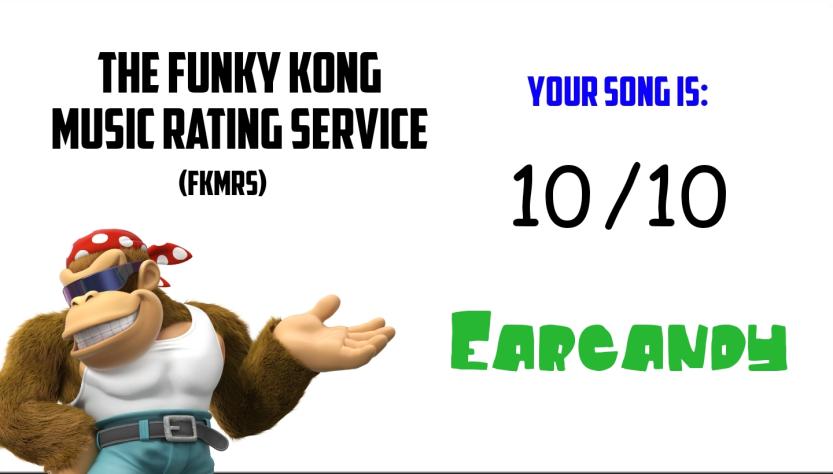 THE FUNKY KONG
MUSIC RATING SERVICE
(FKMRS)
YOUR SONG IS:
10/10
EARCANDY